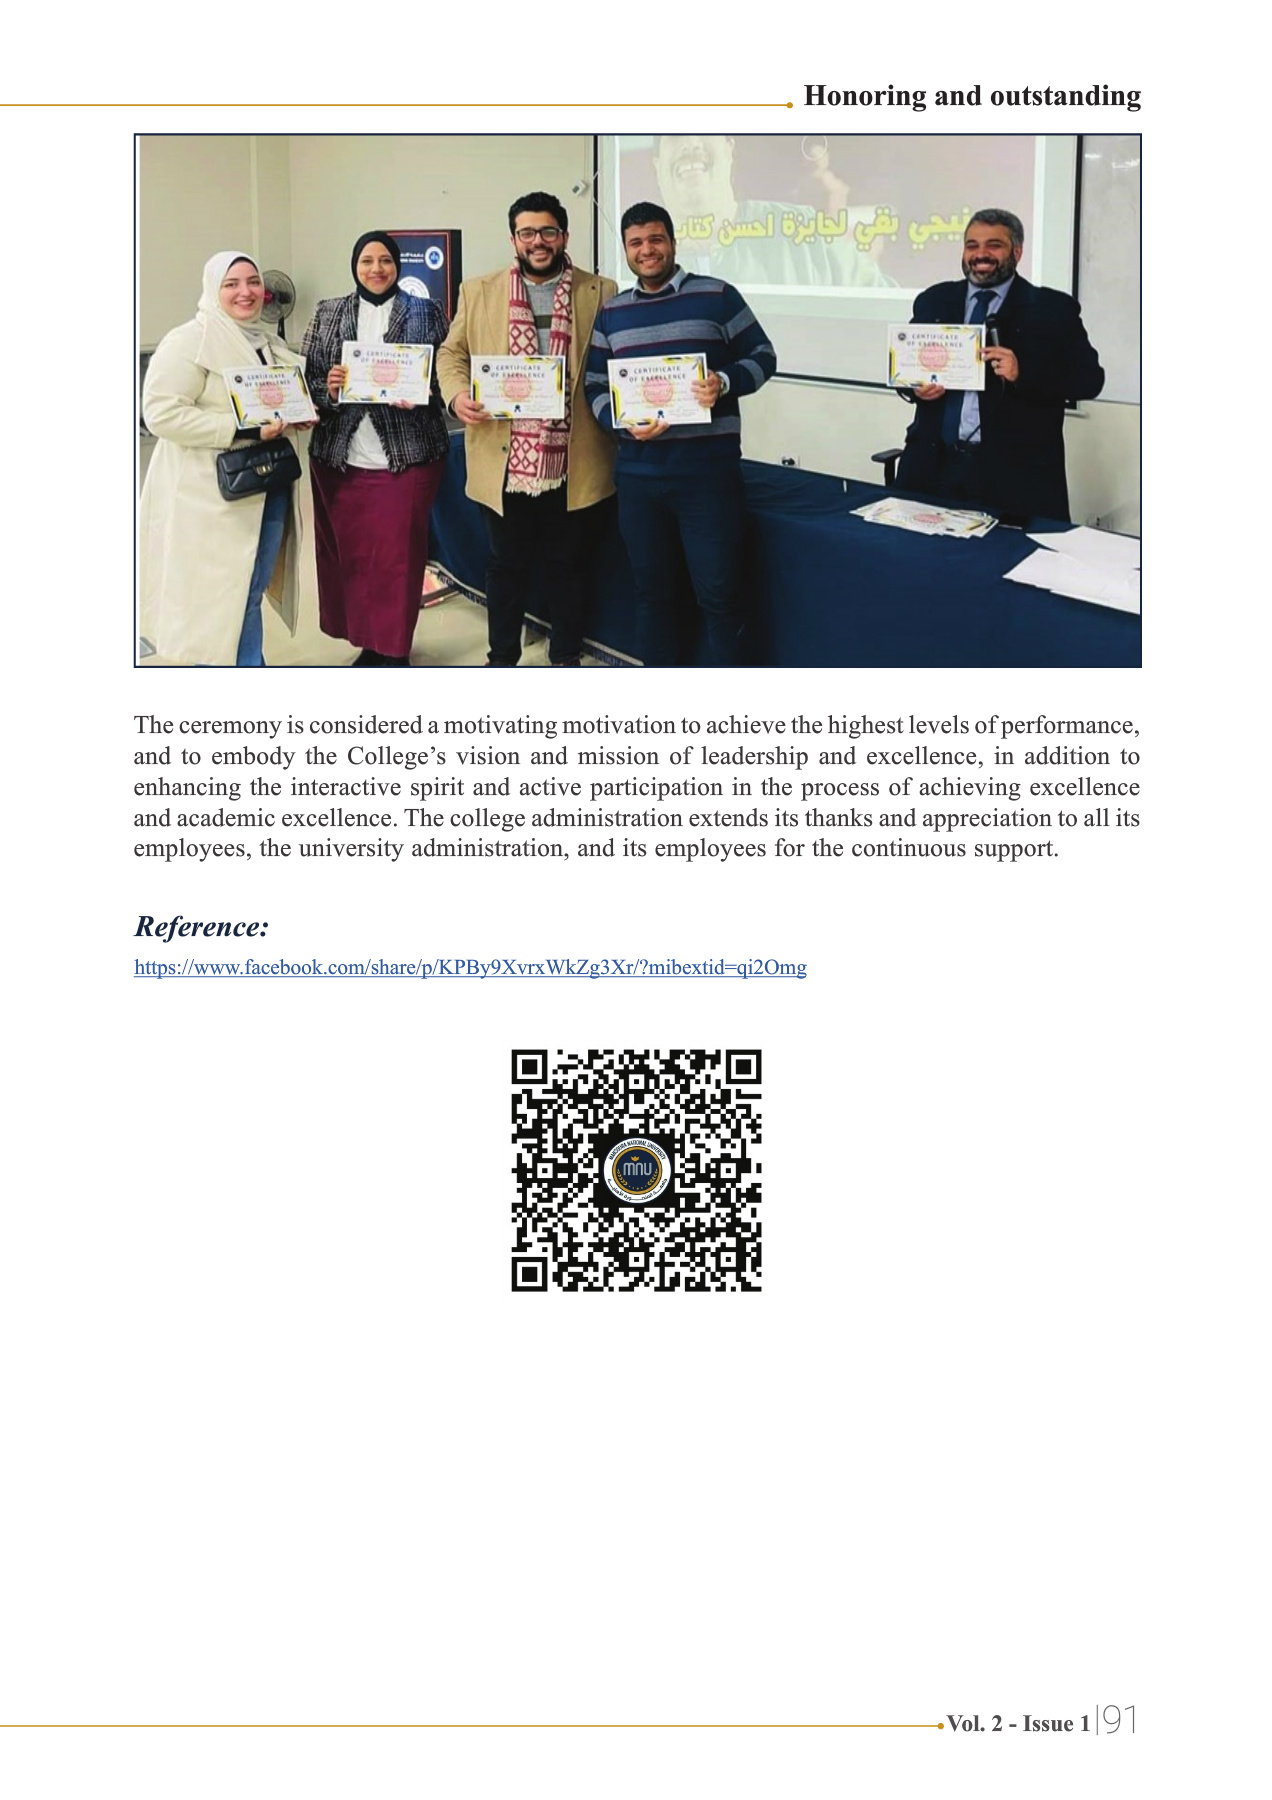 Honoring and outstanding
نيجي بقي لجايزة احسن كتاب
CERTIFICATE
OF EXCELLENCE
CERTIFICATE
OF EXCELLENCE
CERTIFICATE
OF EXCELLENCE
CERTIFICATE
OF EXCELLENCE
CERTIFICATE
OF EXCELLENCE
The ceremony is considered a motivating motivation to achieve the highest levels of performance,
and to embody the College’s vision and mission of leadership and excellence, in addition to
enhancing the interactive spirit and active participation in the process of achieving excellence
and academic excellence. The college administration extends its thanks and appreciation to all its
employees, the university administration, and its employees for the continuous support.
Reference:
https://www.facebook.com/share/p/KPBy9XvrxWkZg3Xr/?mibextid=qi2Omg
MANSOURA NATIONAL UNIVERSITY
mnu
Vol. 2 - Issue 1 |91